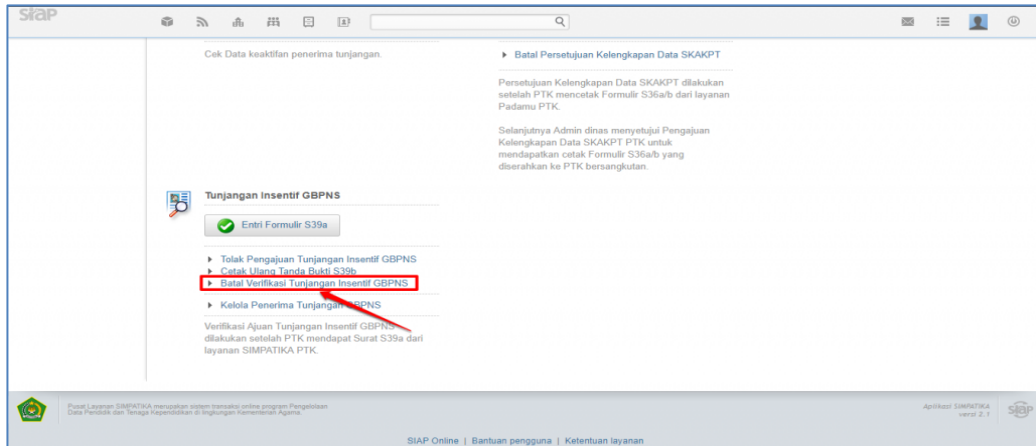 siap
Cek Data keaktifan penerima tunjangan.
Batal Persetujuan Kelengkapan Data SKAKPT
Persetujuan Kelengkapan Data SKAKPT dilakukan
setelah PTK mencetak Formulir S36a/b dari layanan
Padamu PTK.
Selanjutnya Admin dinas menyetujui Pengajuan
Kelengkapan Data SKAKPT PTK untuk
mendapatkan cetak Formulir S36a/b yang
diserahkan ke PTK bersangkutan.
Tunjangan Insentif GBPNS
Entri Formulir S39a
Tolak Pengajuan Tunjangan Insentif GBPNS
Cetak Ulang Tanda Bukti S39b
Batal Verifikasi Tunjangan Insentif GBPNS
Kelola Penerima Tunjangan GBPNS
Verifikasi Ajuan Tunjangan Insentif GBPNS
dilakukan setelah PTK mendapat Surat S39a dari
layanan SIMPATIKA PTK.
Pusat Layanan SIMPATIKA merupakan sistem transaksi online program Pengelolaan
Data Pendidik dan Tenaga Kependidikan di lingkungan Kementerian Agama.
Aplikasi SIMPATIKA
versi 2.1
siap
SIAP Online | Bantuan pengguna | Ketentuan layanan